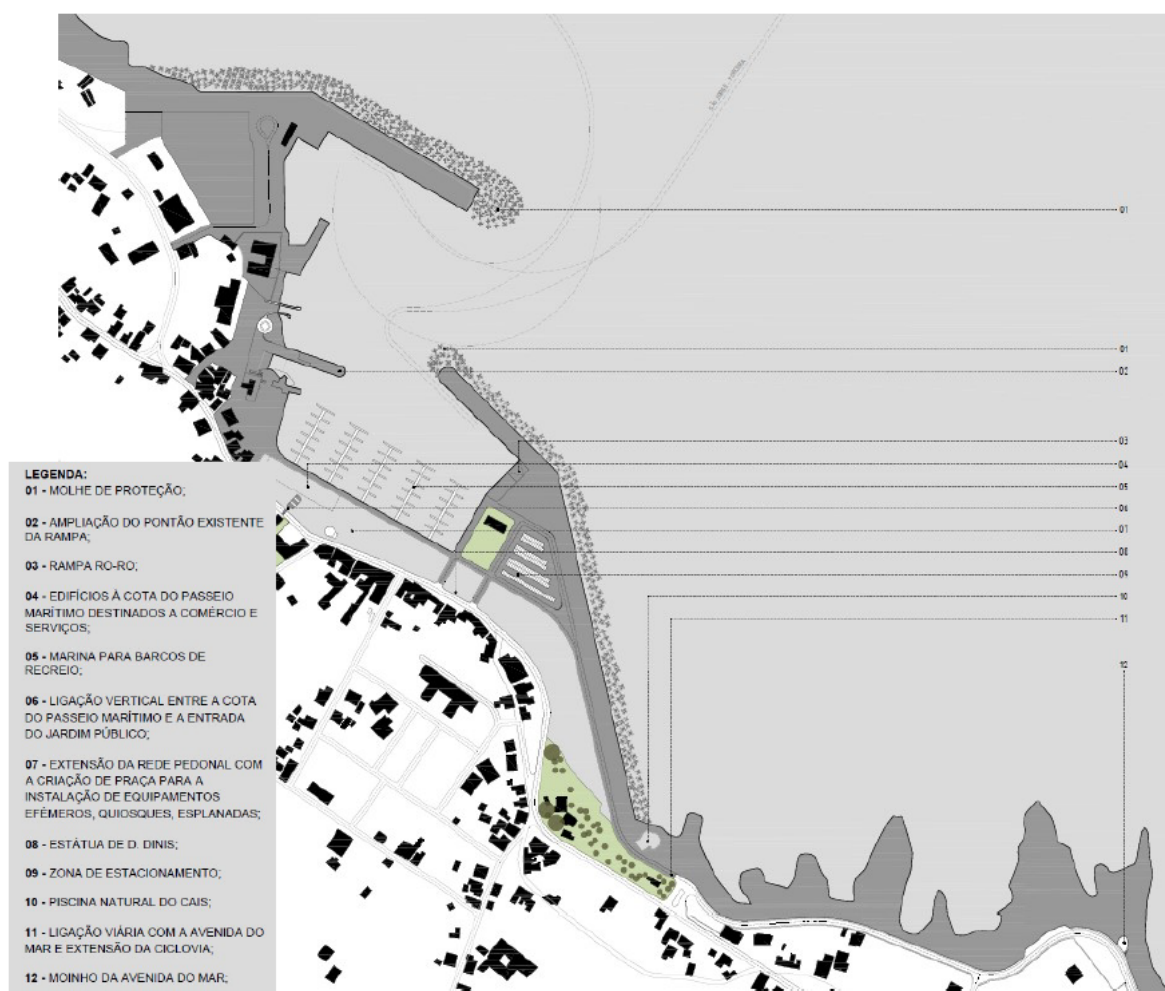 01
01
02
03
04
05
06
07
08
09
10
11
12
LEGENDA:
01 - MOLHE DE PROTEÇÃO;
02 - AMPLIAÇÃO DO PONTÃO EXISTENTE
DA RAMPA;
03 - RAMPA RO-RO;
04 - EDIFÍCIOS À COTA DO PASSEIO
MARÍTIMO DESTINADOS A COMÉRCIO E
SERVIÇOS;
05 - MARINA PARA BARCOS DE
RECREIO;
06 - LIGAÇÃO VERTICAL ENTRE A COTA
DO PASSEIO MARÍTIMO E A ENTRADA
DO JARDIM PÚBLICO;
07 - EXTENSÃO DA REDE PEDONAL COM
A CRIAÇÃO DE PRAÇA PARA A
INSTALAÇÃO DE EQUIPAMENTOS
EFÉMEROS, QUIOSQUES, ESPLANADAS;
08 - ESTÁTUA DE D. DINIS;
09 - ZONA DE ESTACIONAMENTO;
10 - PISCINA NATURAL DO CAIS;
11 - LIGAÇÃO VIÁRIA COM A AVENIDA DO
MAR E EXTENSÃO DA CICLOVIA;
12 - MOINHO DA AVENIDA DO MAR;